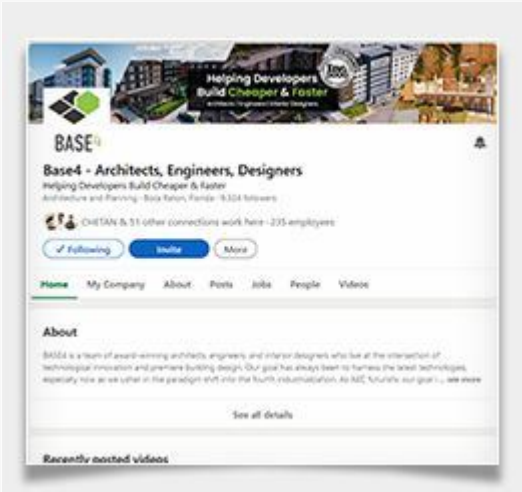 Helping Developers
Build Cheaper & Faster
Architects | Engineers | Interior Designers
BASE4
Base4 - Architects, Engineers, Designers
Helping Developers Build Cheaper & Faster
Architecture and Planning · Boca Raton, Florida · 9,324 followers
CHETAN & 51 other connections work here · 235 employees
✓ Following
Invite
More
Home My Company About Posts Jobs People Videos
About
BASE4 is a team of award-winning architects, engineers, and interior designers who live at the intersection of
technological innovation and premiere building design. Our goal has always been to harness the latest technologies,
especially now as we usher in the paradigm shift into the fourth industrialization. As AEC futurists, our goal i... see more
See all details
Recently posted videos